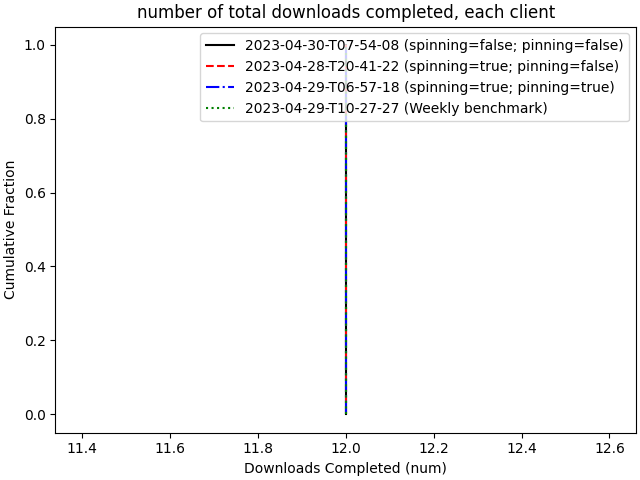 number of total downloads completed, each client
2023-04-30-T07-54-08 (spinning=false; pinning=false)
2023-04-28-T20-41-22 (spinning=true; pinning=false)
2023-04-29-T06-57-18 (spinning=true; pinning=true)
2023-04-29-T10-27-27 (Weekly benchmark)
Cumulative Fraction
1.0
0.8
0.6
0.4
0.2
0.0
11.4 11.6 11.8 12.0 12.2 12.4 12.6
Downloads Completed (num)